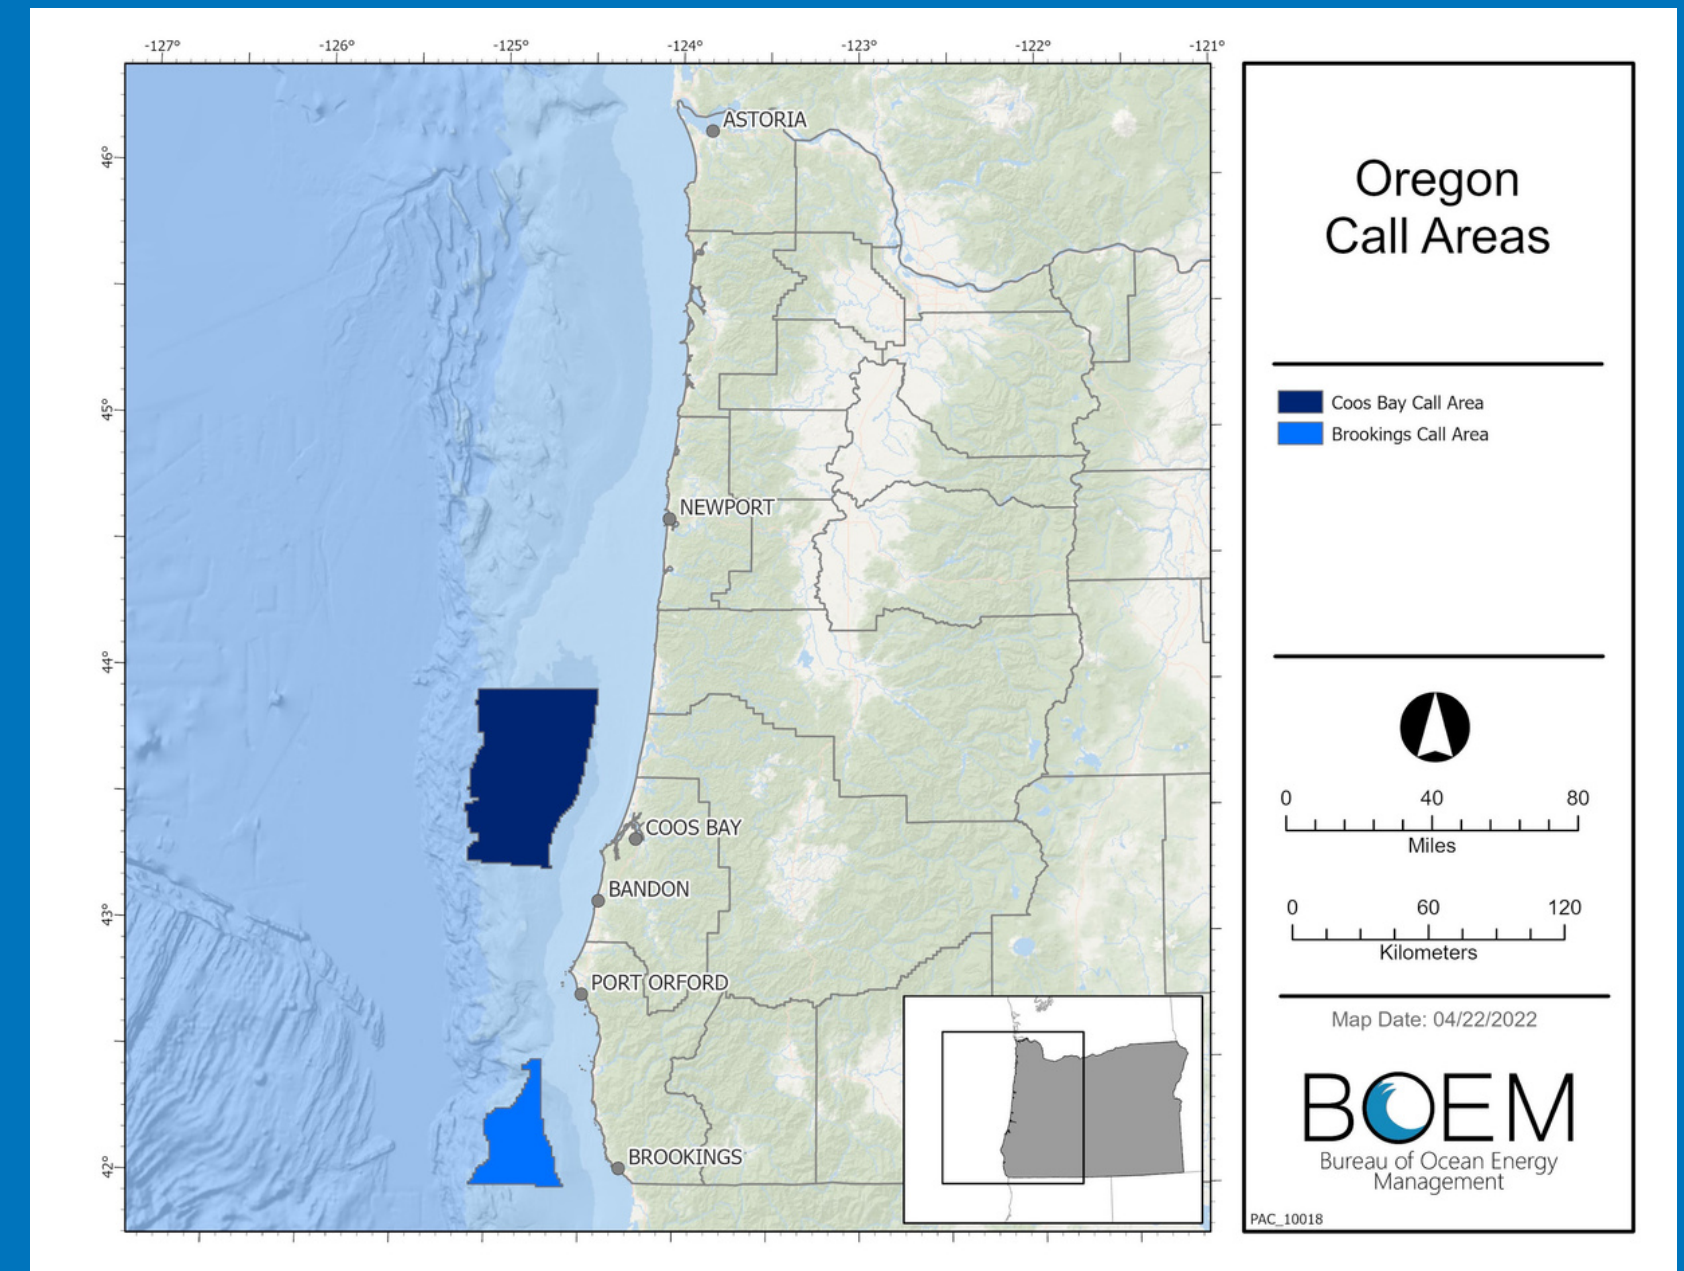 -127°
-126°
-125°
-124°
-123°
-122°
-121°
46°
45°
44°
43°
42°
ASTORIA
NEWPORT
COOS BAY
BANDON
PORT ORFORD
BROOKINGS
Oregon
Call Areas
Coos Bay Call Area
Brookings Call Area
0 40 80
Miles
0 60 120
Kilometers
Map Date: 04/22/2022
BOEM
Bureau of Ocean Energy
Management
PAC_10018